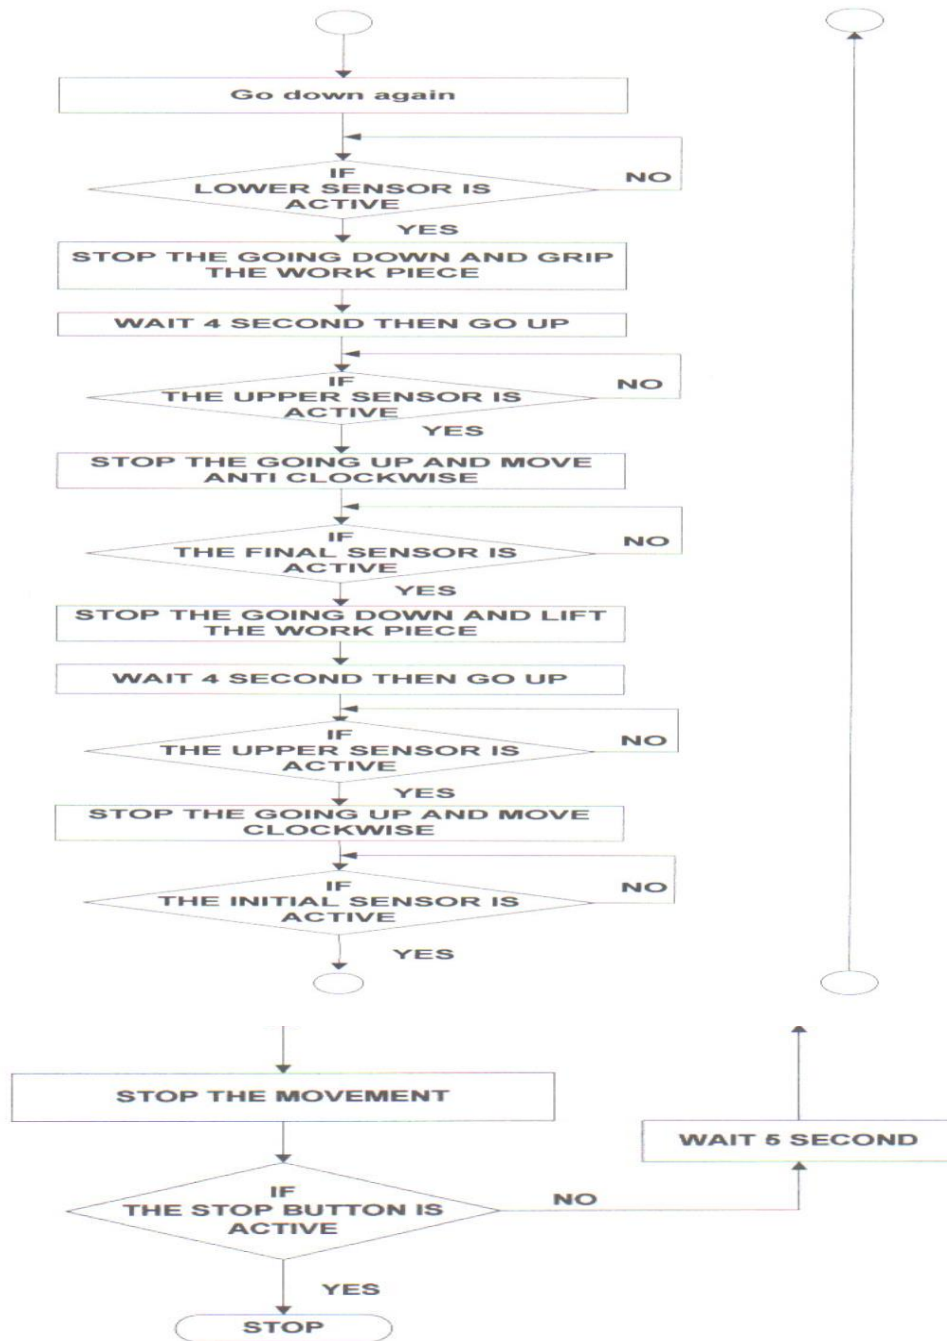 Go down again
IF
LOWER SENSOR IS
ACTIVE
NO
YES
STOP THE GOING DOWN AND GRIP
THE WORK PIECE
WAIT 4 SECOND THEN GO UP
IF
THE UPPER SENSOR IS
ACTIVE
NO
YES
STOP THE GOING UP AND MOVE
ANTI CLOCKWISE
IF
THE FINAL SENSOR IS
ACTIVE
NO
YES
STOP THE GOING DOWN AND LIFT
THE WORK PIECE
WAIT 4 SECOND THEN GO UP
IF
THE UPPER SENSOR IS
ACTIVE
NO
YES
STOP THE GOING UP AND MOVE
CLOCKWISE
IF
THE INITIAL SENSOR IS
ACTIVE
NO
YES
STOP THE MOVEMENT
WAIT 5 SECOND
IF
THE STOP BUTTON IS
ACTIVE
NO
YES
STOP